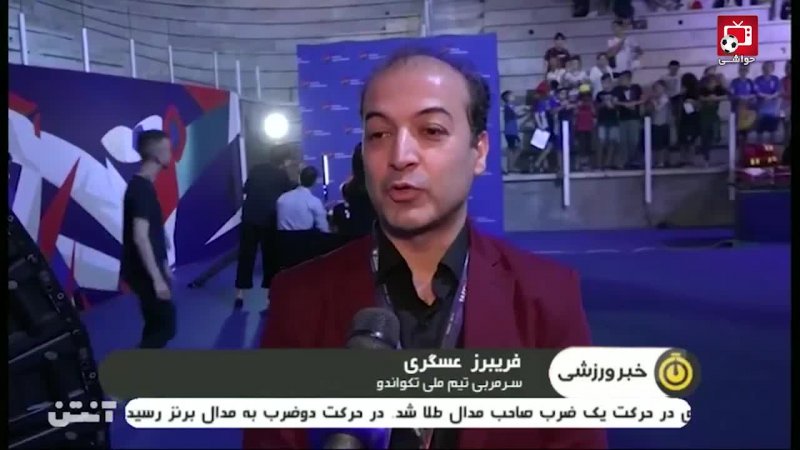 حواشی
فریبرز عسگری
سرمربی تیم ملی تکواندو
خبرورزشی
ی در حرکت یک ضرب صاحب مدال طلا شد. در حرکت دوضرب به مدال برنز رسید
آنتن